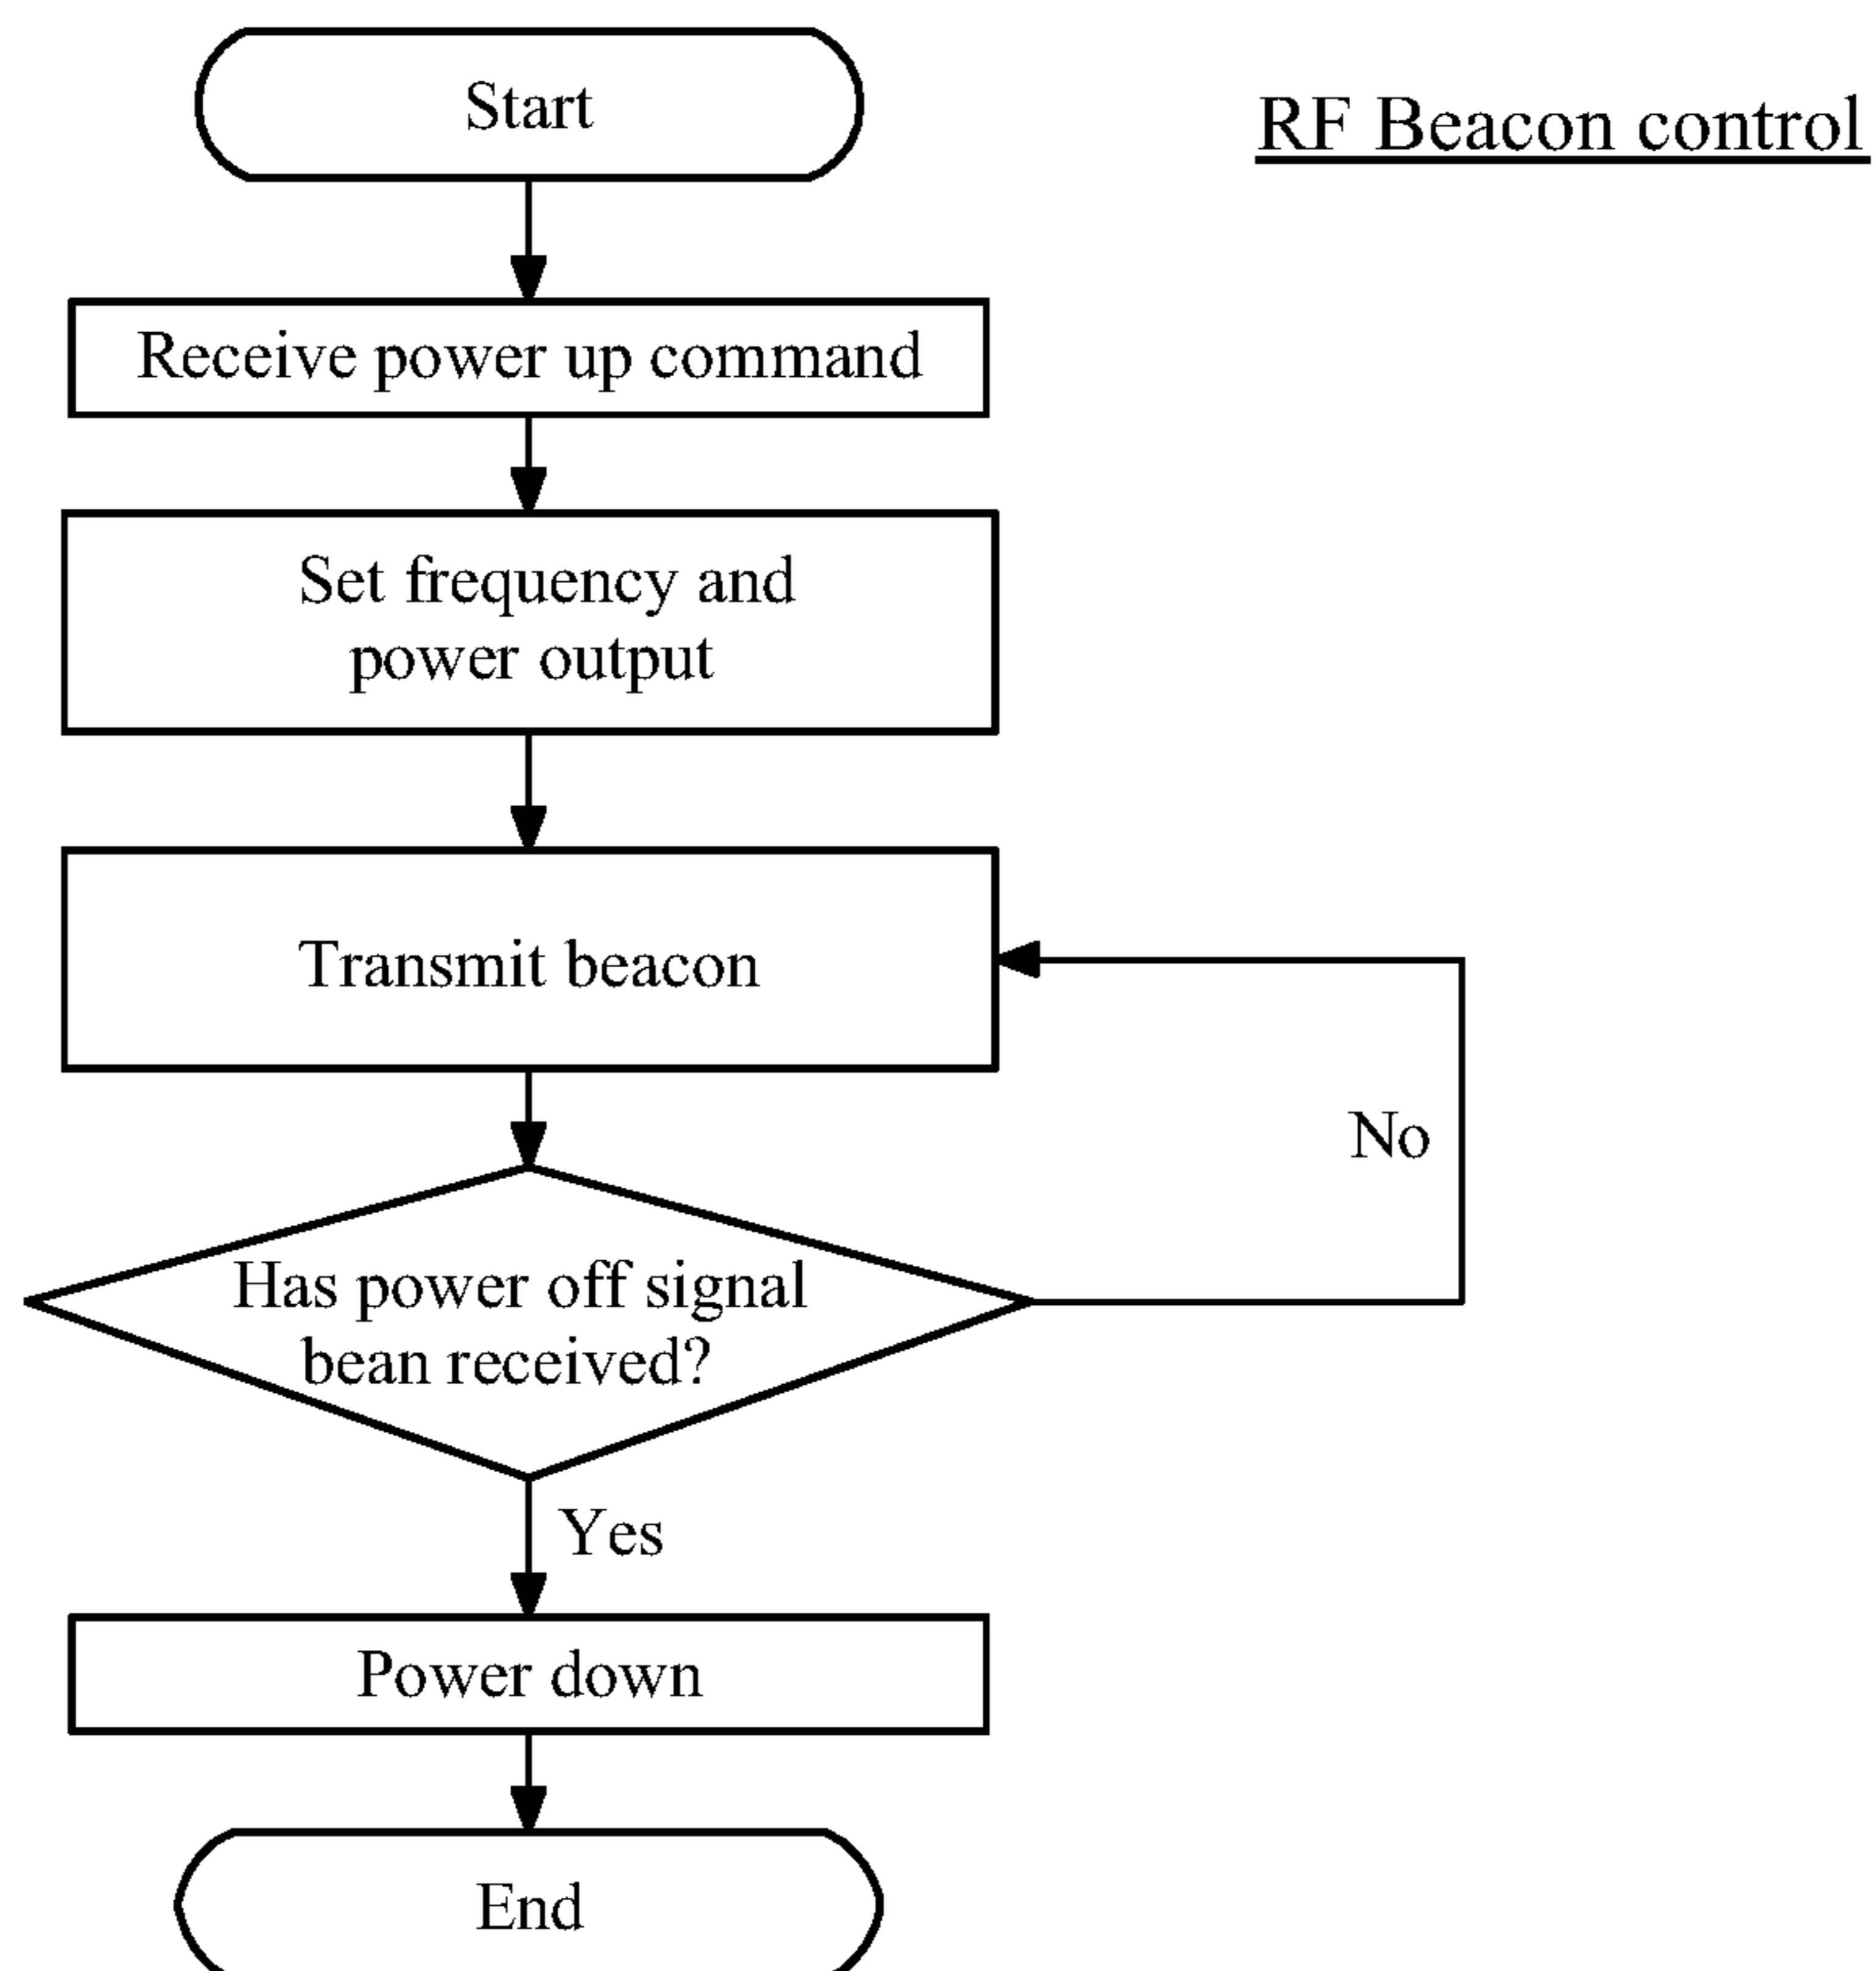 Start
RF Beacon control
Receive power up command
Set frequency and
power output
Transmit beacon
No
Has power off signal
bean received?
Yes
Power down
End